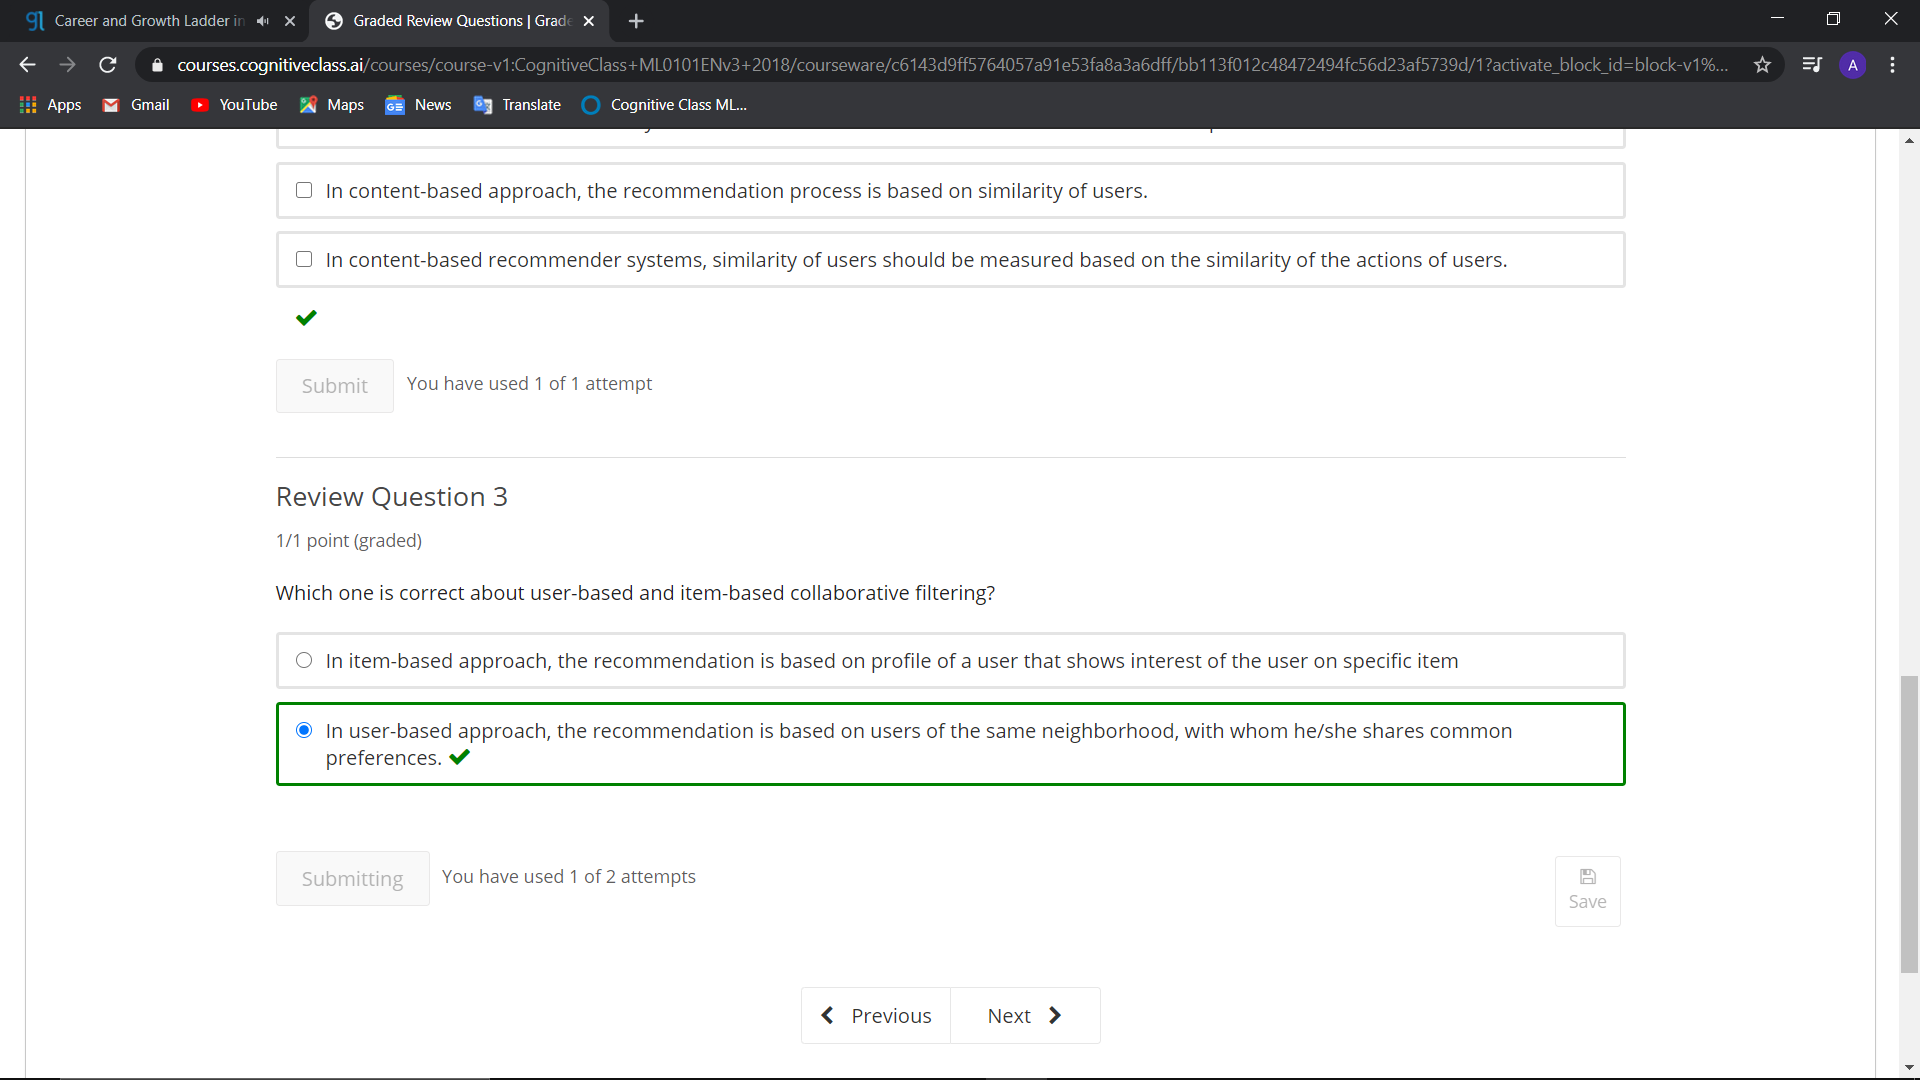 Career and Growth Ladder in
Graded Review Questions | Grade
courses.cognitiveclass.ai/courses/course-v1:CognitiveClass+ML0101ENv3+2018/courseware/c6143d9ff5764057a91e53fa8a3a6dff/bb113f012c48472494fc56d23af5739d/1?activate_block_id=block-v1%...
A
Apps
Gmail
YouTube
Maps
News
Translate
Cognitive Class ML...
In content-based approach, the recommendation process is based on similarity of users.
In content-based recommender systems, similarity of users should be measured based on the similarity of the actions of users.
Submit
You have used 1 of 1 attempt
Review Question 3
1/1 point (graded)
Which one is correct about user-based and item-based collaborative filtering?
In item-based approach, the recommendation is based on profile of a user that shows interest of the user on specific item
In user-based approach, the recommendation is based on users of the same neighborhood, with whom he/she shares common
preferences.
Submitting
You have used 1 of 2 attempts
Save
Previous
Next